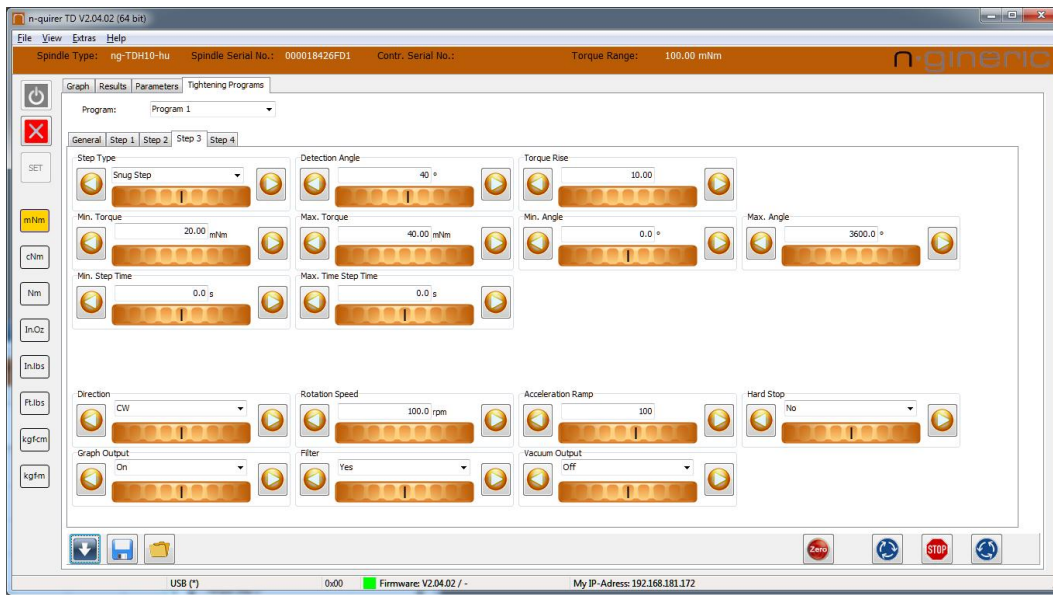 n-quirer TD V2.04.02 (64 bit)
File View Extras Help
Spindle Type: ng-TDH10-hu Spindle Serial No.: 000018426FD1 Contr. Serial No.: Torque Range: 100.00 mNm
n-gineric
Graph Results Parameters Tightening Programs
Program: Program 1
General Step 1 Step 2 Step 3 Step 4
SET
mNm
cNm
Nm
In.Oz
In.lbs
Ft.lbs
kgfcm
kgfm
Step Type Detection Angle Torque Rise
Snug Step 40 ° 10.00
Min. Torque Max. Torque Min. Angle Max. Angle
20.00 mNm 40.00 mNm 0.0 ° 3600.0 °
Min. Step Time Max. Time Step Time
0.0 s 0.0 s
Direction Rotation Speed Acceleration Ramp Hard Stop
CW 100.0 rpm 100 No
Graph Output Filter Vacuum Output
On Yes Off
Zero STOP
USB (*) 0x00 Firmware: V2.04.02 / - My IP-Adress: 192.168.181.172